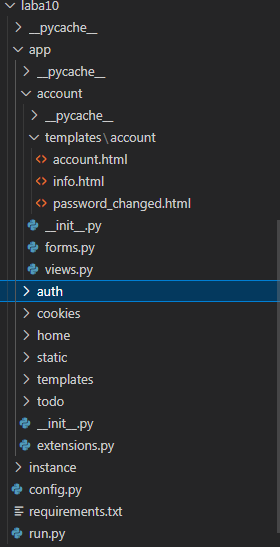 laba10
__pycache__
app
__pycache__
account
__pycache__
templates\account
account.html
info.html
password_changed.html
__init__.py
forms.py
views.py
auth
cookies
home
static
templates
todo
__init__.py
extensions.py
instance
config.py
requirements.txt
run.py